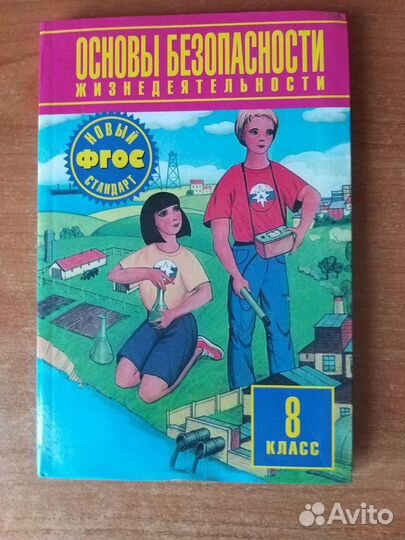 ОСНОВЫ БЕЗОПАСНОСТИ
ЖИЗНЕДЕЯТЕЛЬНОСТИ
НОВЫЙ
ФГОС
СТАНДАРТ
8
КЛАСС
Avito